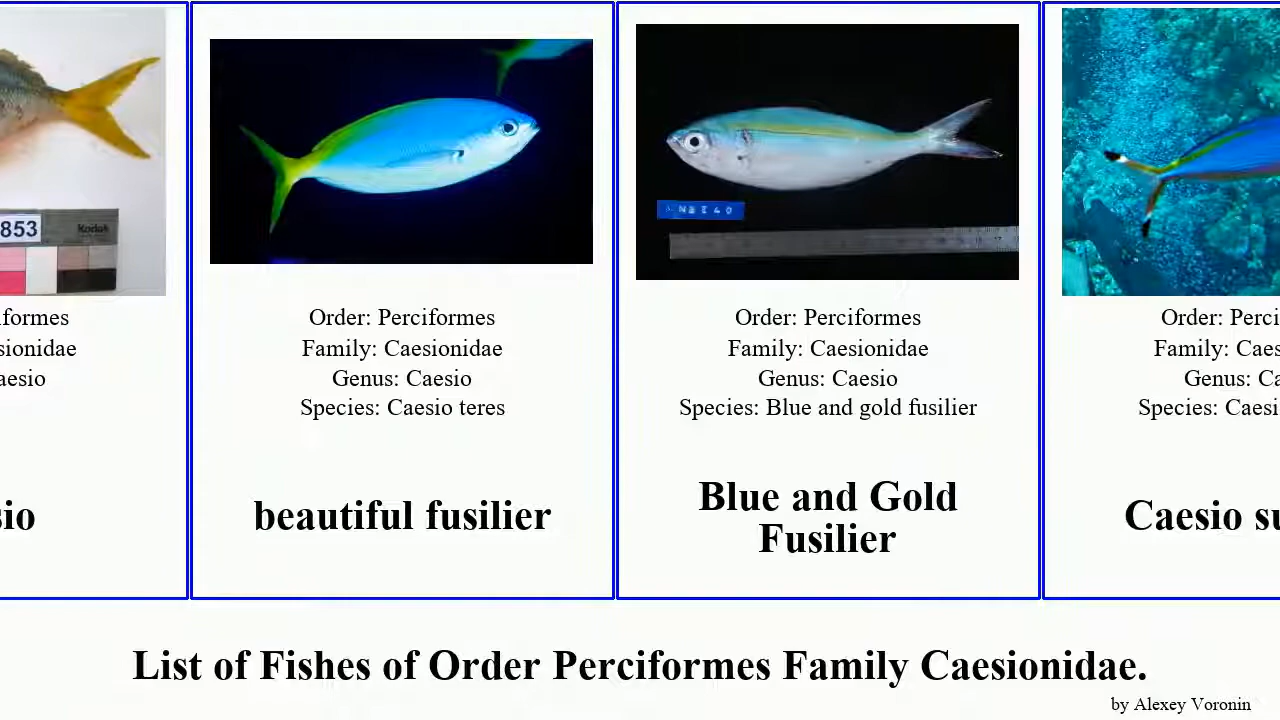 853
Kodak
iformes
sionidae
aesio
sio
Order: Perciformes
Family: Caesionidae
Genus: Caesio
Species: Caesio teres
beautiful fusilier
Order: Perciformes
Family: Caesionidae
Genus: Caesio
Species: Blue and gold fusilier
Blue and Gold
Fusilier
Order: Perci
Family: Caes
Genus: Ca
Species: Caesi
Caesio su
List of Fishes of Order Perciformes Family Caesionidae.
by Alexey Voronin